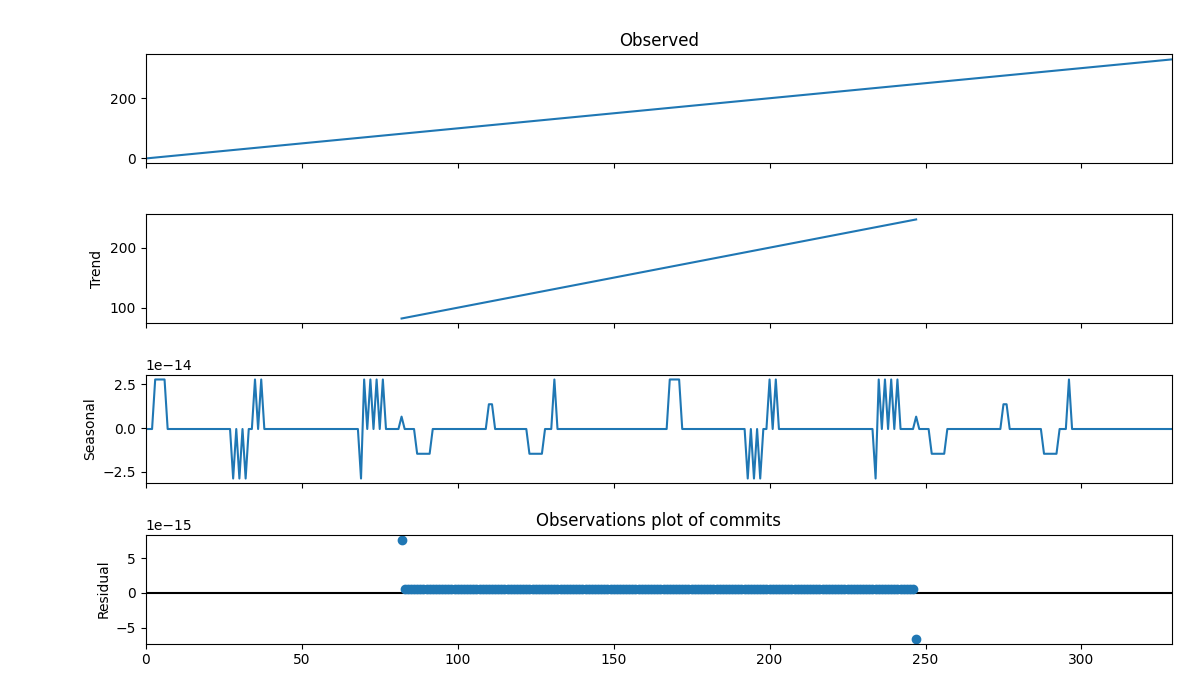 Observed
200
0
Trend
200
100
1e−14
Seasonal
2.5
0.0
−2.5
Observations plot of commits
1e−15
Residual
5
0
−5
0 50 100 150 200 250 300